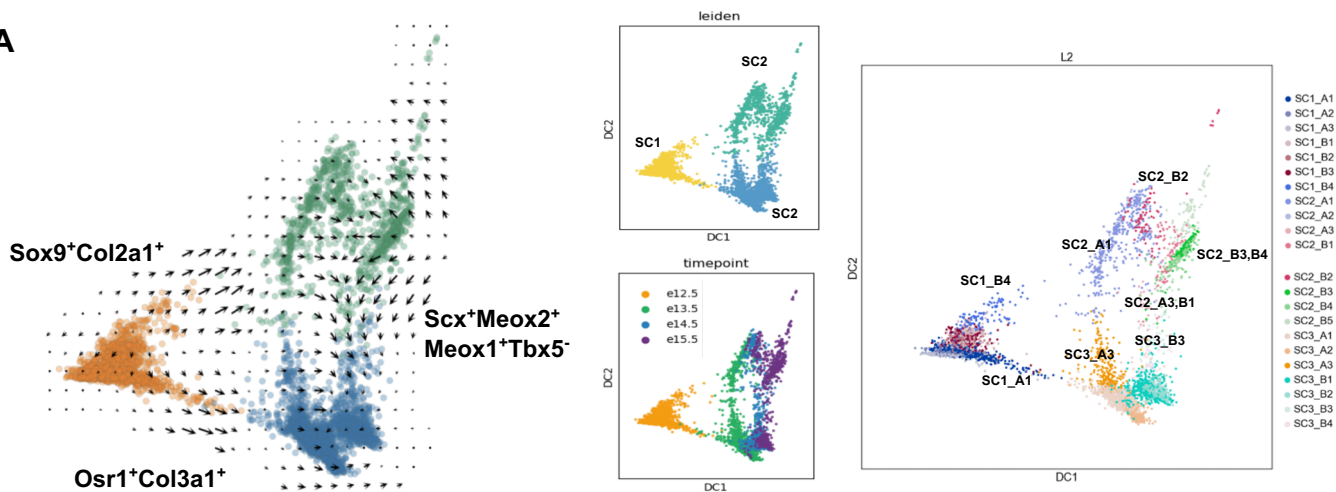 A
Sox9+Col2a1+
Scx+Meox2+
Meox1+Tbx5-
Osr1+Col3a1+
leiden
SC2
SC1
SC2
DC2
DC1
timepoint
e12.5
e13.5
e14.5
e15.5
DC2
DC1
L2
SC2_B2
SC2_A1
SC2_B3,B4
SC1_B4
SC2_A3,B1
SC3_B3
SC3_A3
SC1_A1
DC2
DC1
SC1_A1
SC1_A2
SC1_A3
SC1_B1
SC1_B2
SC1_B3
SC1_B4
SC2_A1
SC2_A2
SC2_A3
SC2_B1
SC2_B2
SC2_B3
SC2_B4
SC2_B5
SC3_A1
SC3_A2
SC3_A3
SC3_B1
SC3_B2
SC3_B3
SC3_B4